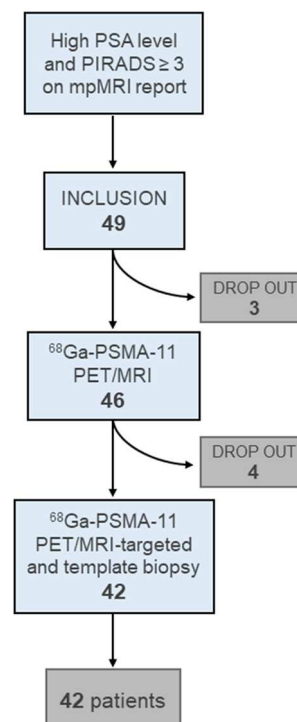 High PSA level
and PIRADS ≥ 3
on mpMRI report
INCLUSION
49
DROP OUT
3
⁶⁸Ga-PSMA-11
PET/MRI
46
DROP OUT
4
⁶⁸Ga-PSMA-11
PET/MRI-targeted
and template biopsy
42
42 patients